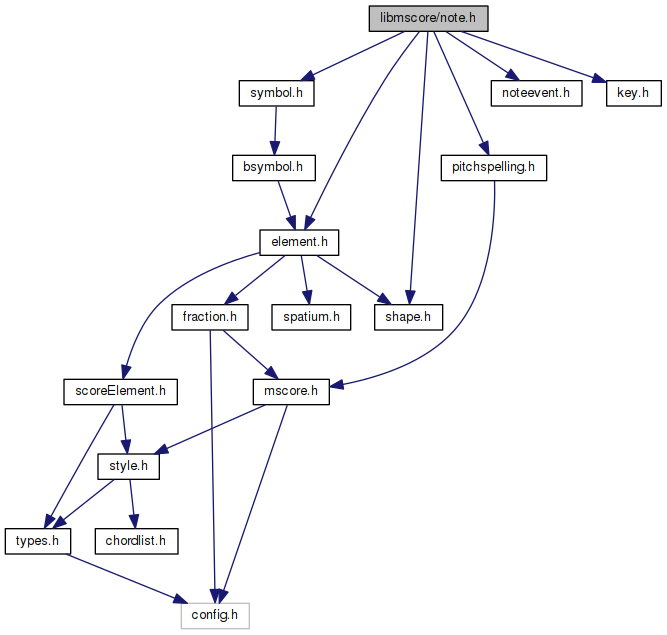 libmscore/note.h
symbol.h
noteevent.h
key.h
bsymbol.h
pitchspelling.h
element.h
fraction.h
spatium.h
shape.h
scoreElement.h
mscore.h
style.h
types.h
chordlist.h
config.h